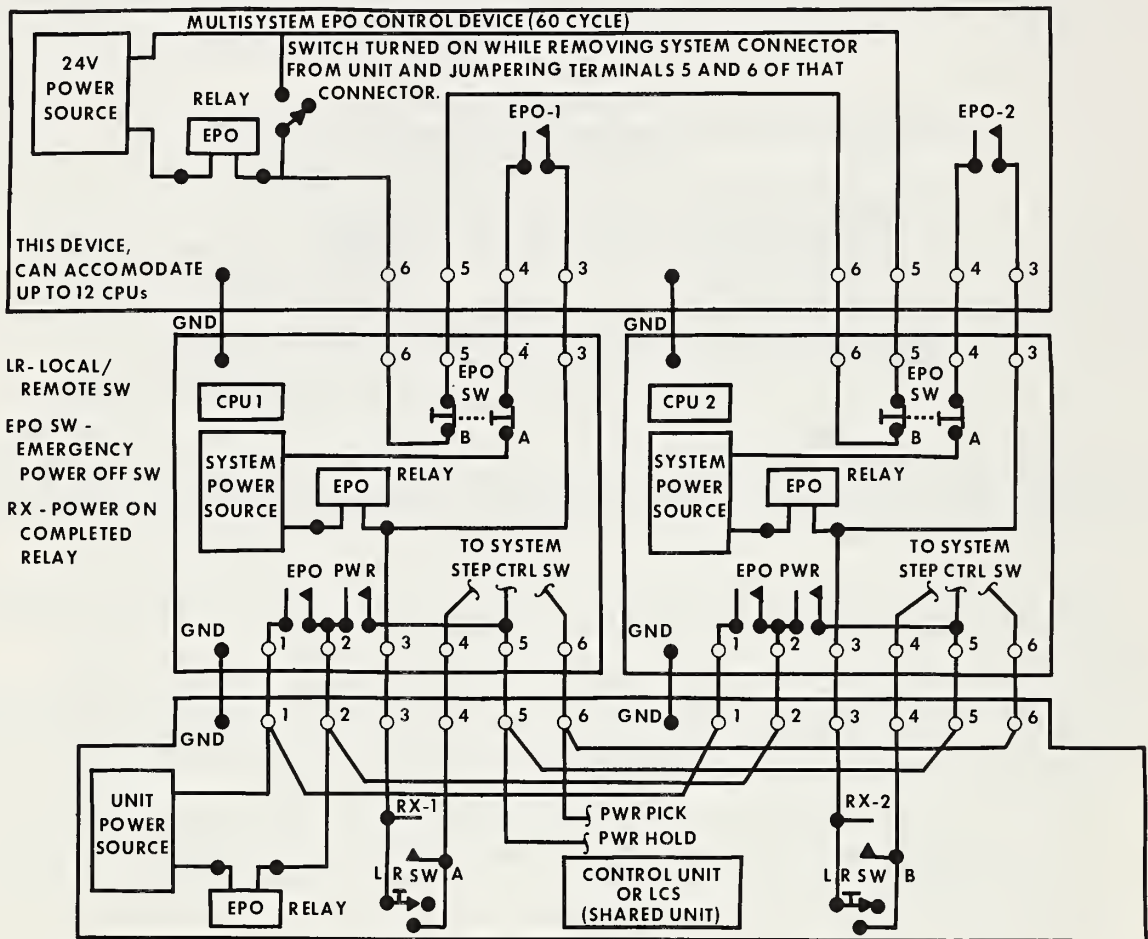 MULTISYSTEM EPO CONTROL DEVICE (60 CYCLE)
24V
POWER
SOURCE
SWITCH TURNED ON WHILE REMOVING SYSTEM CONNECTOR
FROM UNIT AND JUMPERING TERMINALS 5 AND 6 OF THAT
CONNECTOR.
RELAY
EPO
EPO-1
EPO-2
THIS DEVICE,
CAN ACCOMODATE
UP TO 12 CPUs
6 5 4 3
6 5 4 3
GND
GND
LR- LOCAL/
REMOTE SW
EPO SW -
EMERGENCY
POWER OFF SW
RX - POWER ON
COMPLETED
RELAY
6 5 4 3
CPU 1
EPO
SW
B A
SYSTEM
POWER
SOURCE
RELAY
EPO
TO SYSTEM
STEP CTRL SW
EPO PWR
GND
1 2 3 4 5 6
6 5 4 3
CPU 2
EPO
SW
B A
SYSTEM
POWER
SOURCE
RELAY
EPO
TO SYSTEM
STEP CTRL SW
EPO PWR
GND
1 2 3 4 5 6
GND
1 2 3 4 5 6
GND
1 2 3 4 5 6
UNIT
POWER
SOURCE
EPO
RELAY
RX-1
LR SW A
PWR PICK
PWR HOLD
CONTROL UNIT
OR LCS
(SHARED UNIT)
RX-2
LR SW B